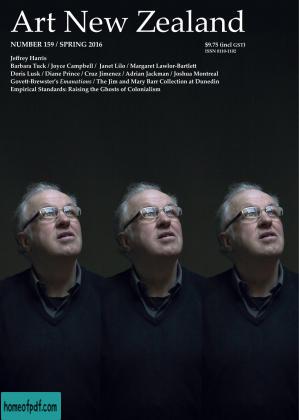 Art New Zealand
NUMBER 159 / SPRING 2016
$9.75 (incl GST)
ISSN 0110-1102
Jeffrey Harris
Barbara Tuck / Joyce Campbell / Janet Lilo / Margaret Lawlor-Bartlett
Doris Lusk / Diane Prince / Cruz Jimenez / Adrian Jackman / Joshua Montreal
Govett-Brewster's Emanations / The Jim and Mary Barr Collection at Dunedin
Empirical Standards: Raising the Ghosts of Colonialism
homeofpdf.com